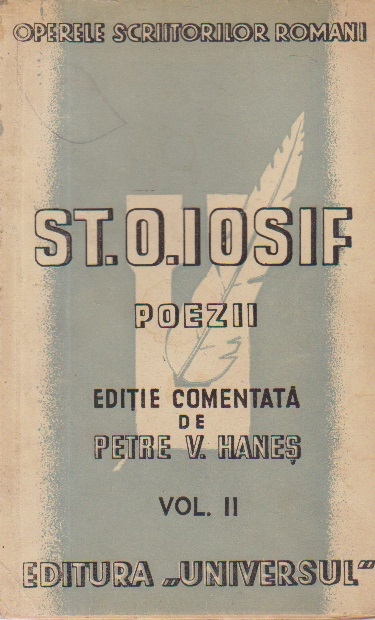 OPERELE SCRIITORILOR ROMANI
ST.O.IOSIF
POEZII
EDIȚIE COMENTATĂ
DE
PETRE V. HANEȘ
VOL. II
EDITURA „UNIVERSUL"